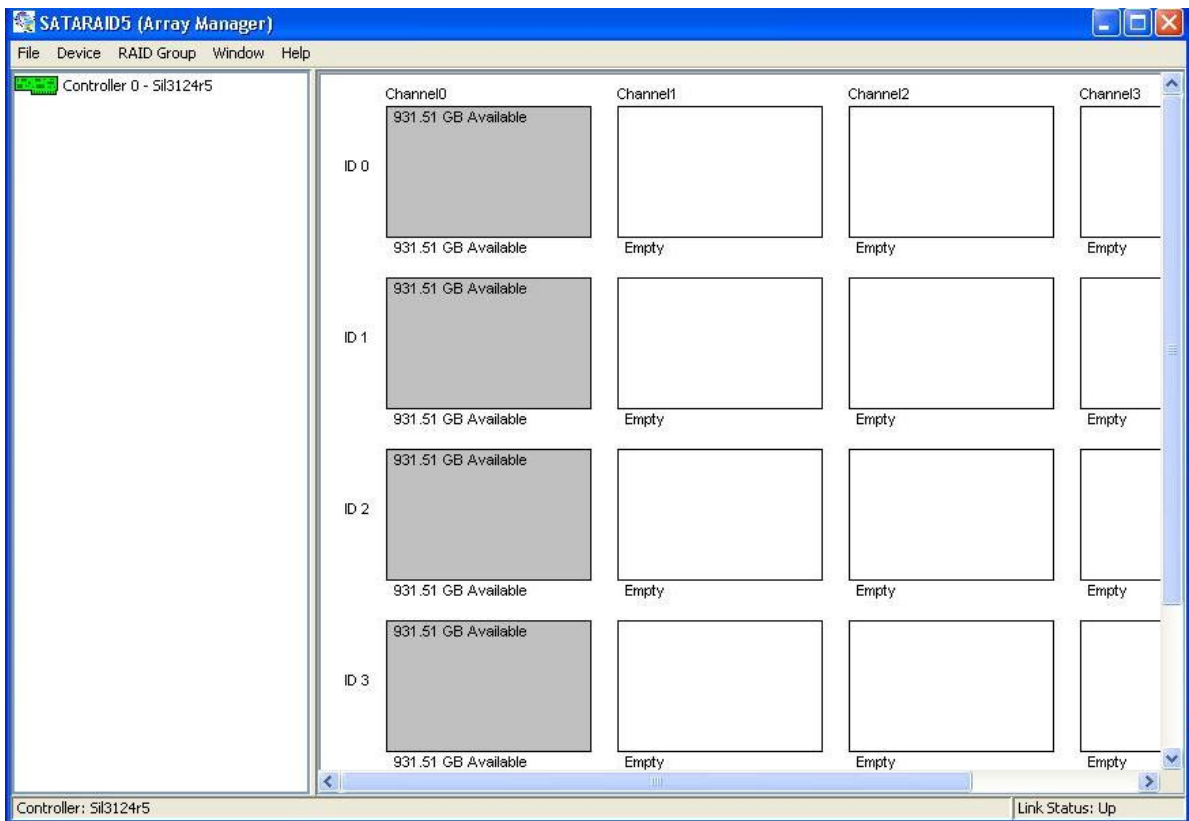 SATARAID5 (Array Manager)
File Device RAID Group Window Help
Controller 0 - Sil3124r5
Channel0 Channel1 Channel2 Channel3
931.51 GB Available
ID 0
931.51 GB Available Empty Empty Empty
931.51 GB Available
ID 1
931.51 GB Available Empty Empty Empty
931.51 GB Available
ID 2
931.51 GB Available Empty Empty Empty
931.51 GB Available
ID 3
931.51 GB Available Empty Empty Empty
Controller: Sil3124r5 Link Status: Up